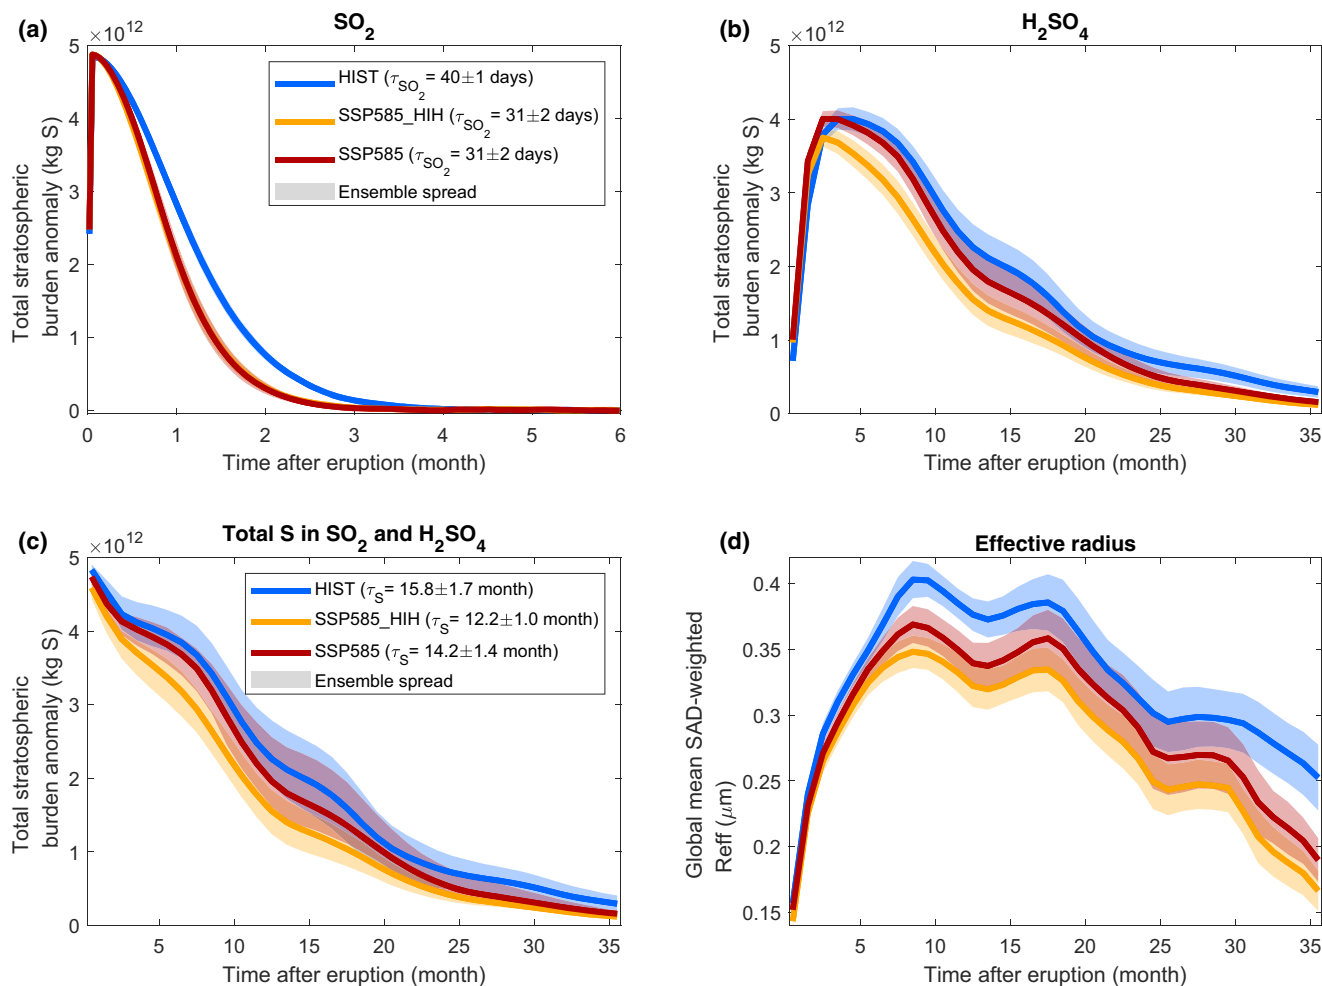 (a)
SO2
×10^12
5
4
3
2
1
0
Total stratospheric
burden anomaly (kg S)
HIST (τSO2 = 40±1 days)
SSP585_HIH (τSO2 = 31±2 days)
SSP585 (τSO2 = 31±2 days)
Ensemble spread
0 1 2 3 4 5 6
Time after eruption (month)
(b)
H2SO4
×10^12
5
4
3
2
1
0
Total stratospheric
burden anomaly (kg S)
5 10 15 20 25 30 35
Time after eruption (month)
(c)
Total S in SO2 and H2SO4
×10^12
5
4
3
2
1
0
Total stratospheric
burden anomaly (kg S)
HIST (τS = 15.8±1.7 month)
SSP585_HIH (τS = 12.2±1.0 month)
SSP585 (τS = 14.2±1.4 month)
Ensemble spread
5 10 15 20 25 30 35
Time after eruption (month)
(d)
Effective radius
0.4
0.35
0.3
0.25
0.2
0.15
Global mean SAD-weighted
Reff (μm)
5 10 15 20 25 30 35
Time after eruption (month)